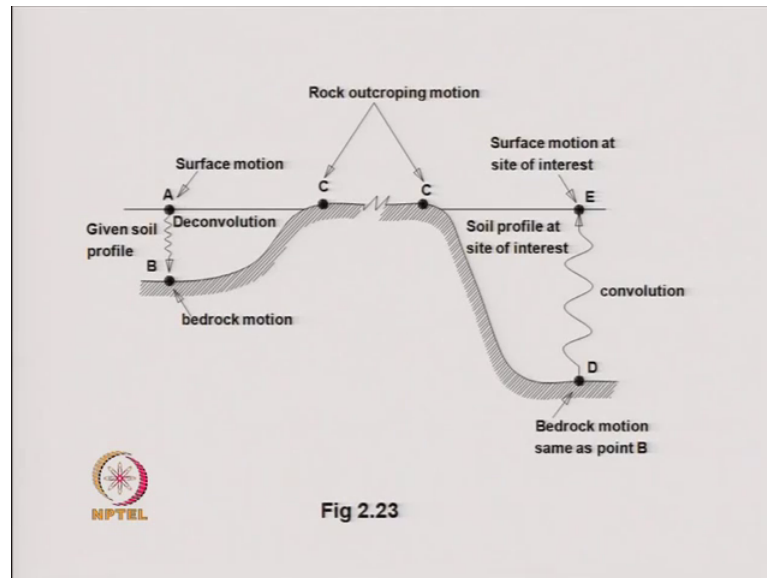 Rock outcroping motion
Surface motion
Surface motion at
site of interest
A
C
C
E
Given soil
profile
Deconvolution
Soil profile at
site of interest
B
convolution
bedrock motion
D
Bedrock motion
same as point B
NPTEL
Fig 2.23